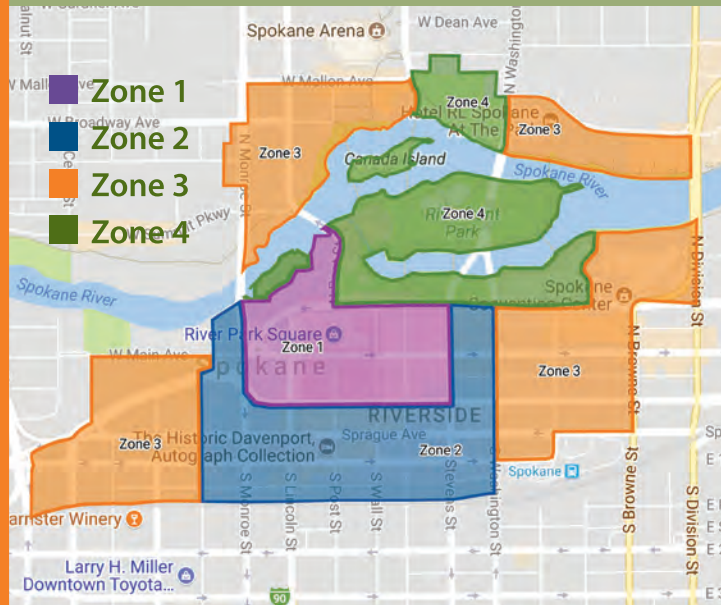 W Dean Ave
Spokane Arena
W Mallon Ave
N Washington
Zone 1
Zone 4
Hotel RL Spokane
At The
Zone 3
W Broadway Ave
Zone 2
Zone 3
Canada Island
Spokane River
Zone 3
N Monroe St
Zone 4
Park
Zone 4
W Summit Pkwy
Spokane River
Spokane
Convention Center
N Division St
River Park Square
Zone 1
Spokane
W Main Ave
Zone 3
N Browne St
RIVERSIDE
Zone 3
The Historic Davenport,
Autograph Collection
Sprague Ave
Zone 2
Spokane
S Monroe St
S Lincoln St
S Post St
S Wall St
Stevens St
Washington St
S Browne St
S Division St
arnster Winery
Larry H. Miller
Downtown Toyota...
90